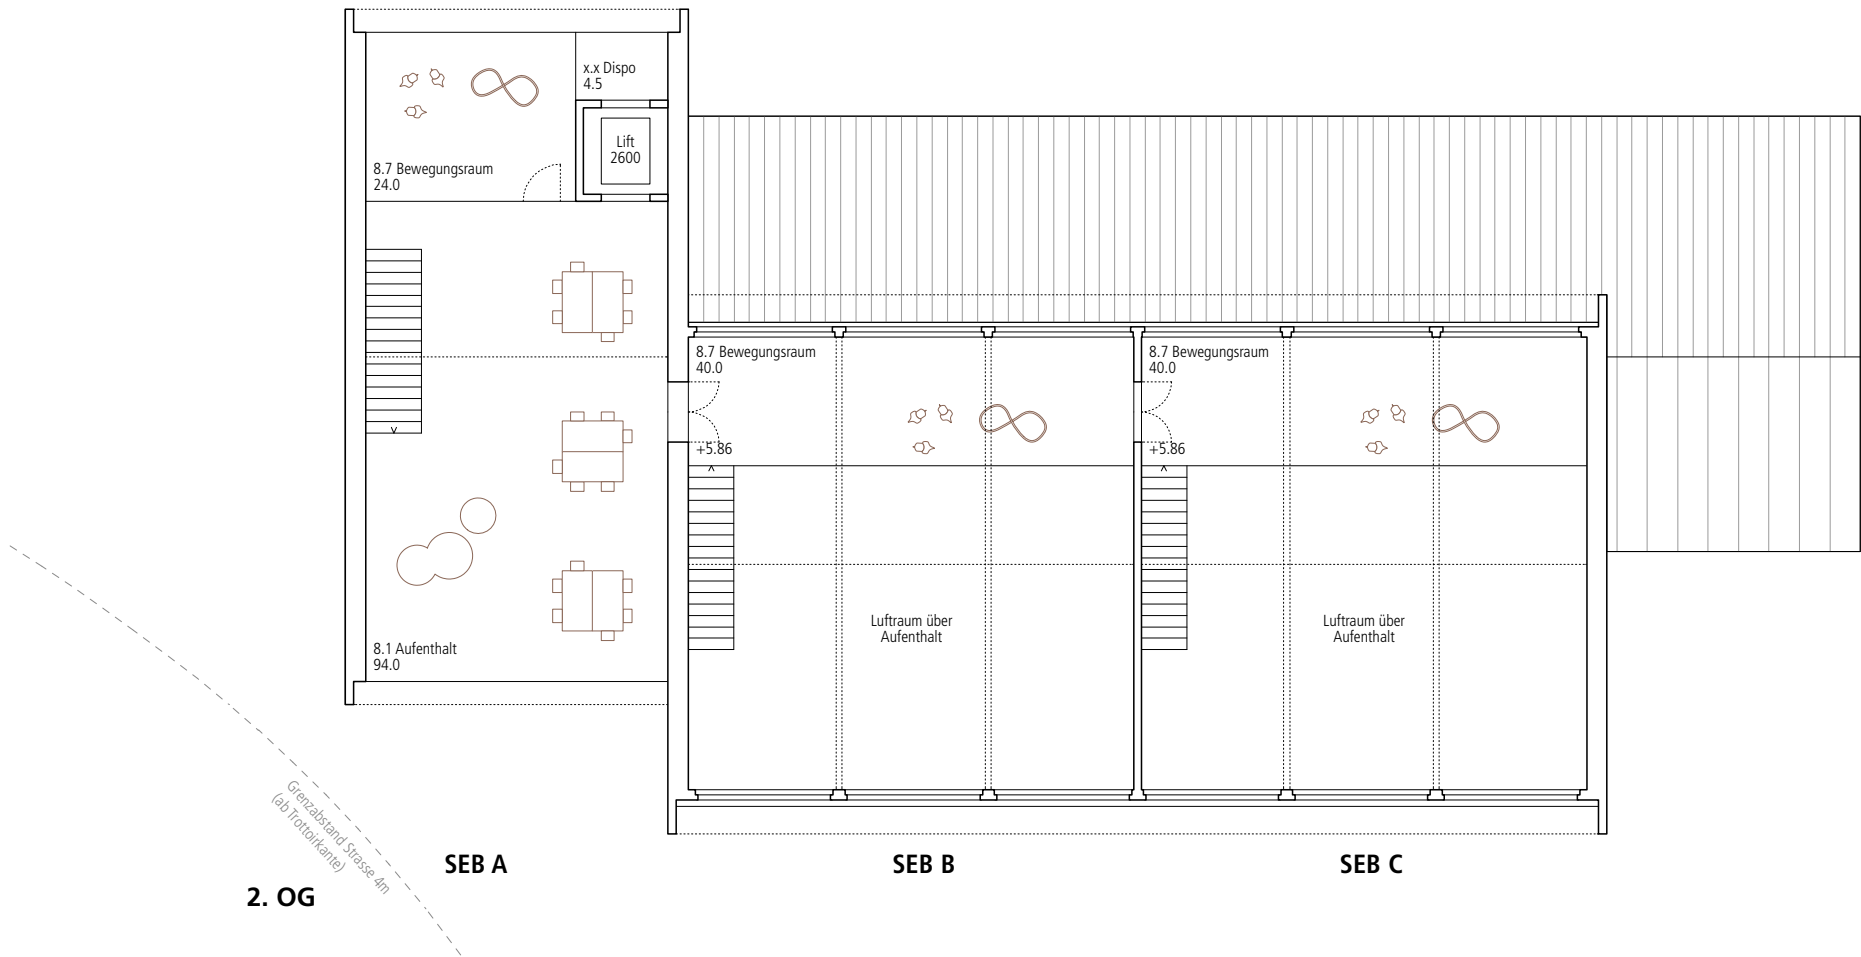 x.x Dispo
4.5
Lift
2600
8.7 Bewegungsraum
24.0
8.7 Bewegungsraum
40.0
8.7 Bewegungsraum
40.0
+5.86
+5.86
Luftraum über
Aufenthalt
Luftraum über
Aufenthalt
8.1 Aufenthalt
94.0
Grenzabstand Strasse 4m
(ab Trottoirkante)
SEB A
SEB B
SEB C
2. OG